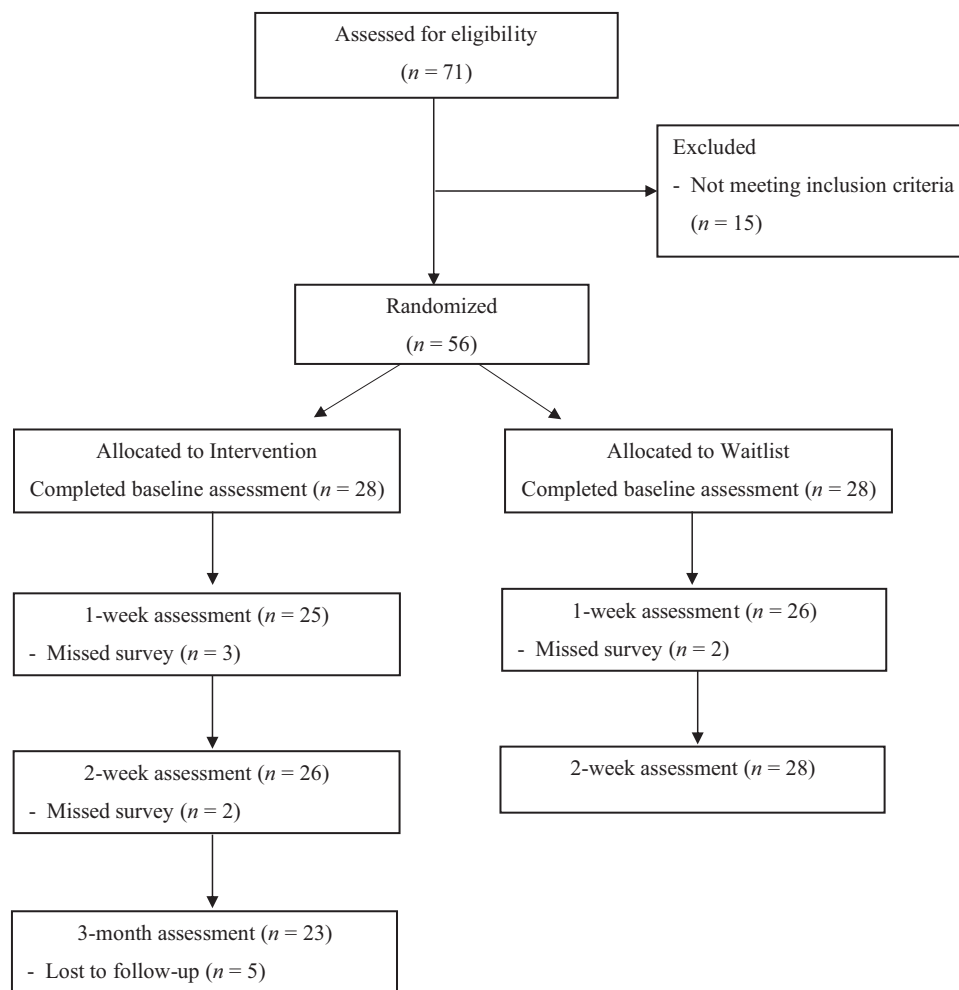 Assessed for eligibility
(n = 71)
Excluded
- Not meeting inclusion criteria
(n = 15)
Randomized
(n = 56)
Allocated to Intervention
Completed baseline assessment (n = 28)
Allocated to Waitlist
Completed baseline assessment (n = 28)
1-week assessment (n = 25)
- Missed survey (n = 3)
1-week assessment (n = 26)
- Missed survey (n = 2)
2-week assessment (n = 26)
- Missed survey (n = 2)
2-week assessment (n = 28)
3-month assessment (n = 23)
- Lost to follow-up (n = 5)